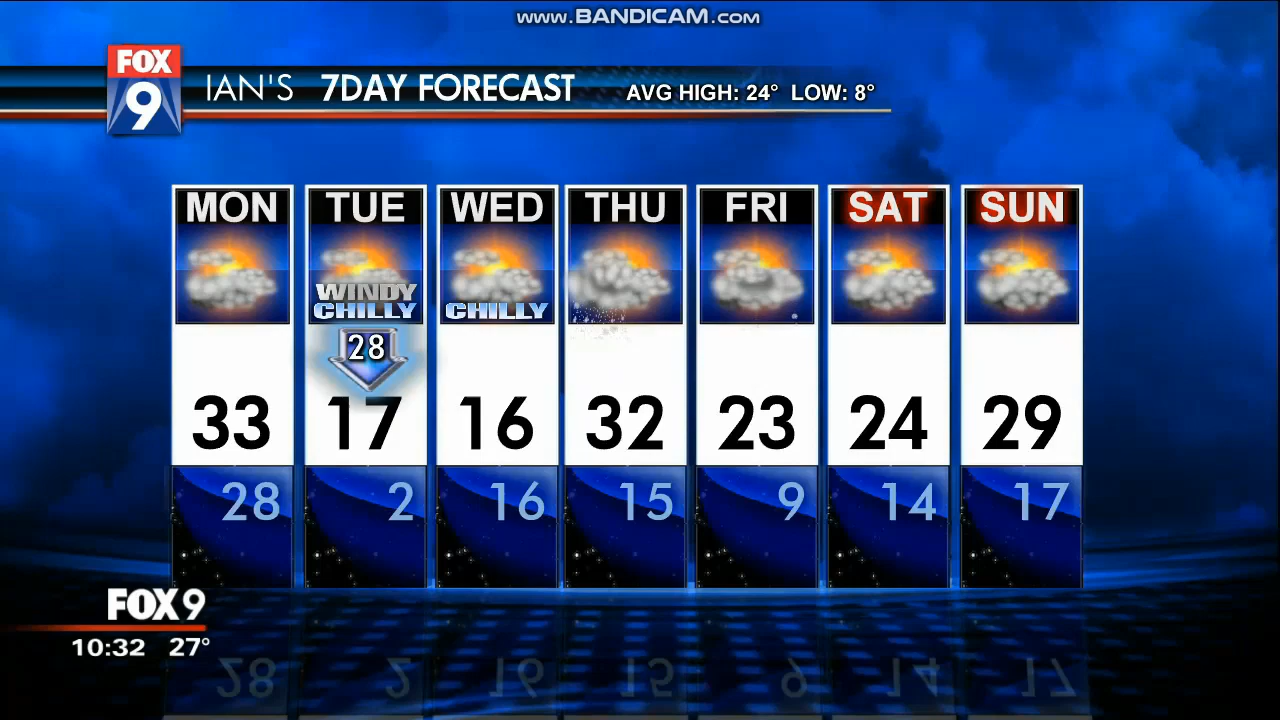 www.BANDICAM.com
FOX
9
IAN'S 7DAY FORECAST AVG HIGH: 24° LOW: 8°
MON TUE WED THU FRI SAT SUN
WINDY
CHILLY CHILLY
28
33 17 16 32 23 24 29
28 2 16 15 9 14 17
FOX 9
10:32 27°